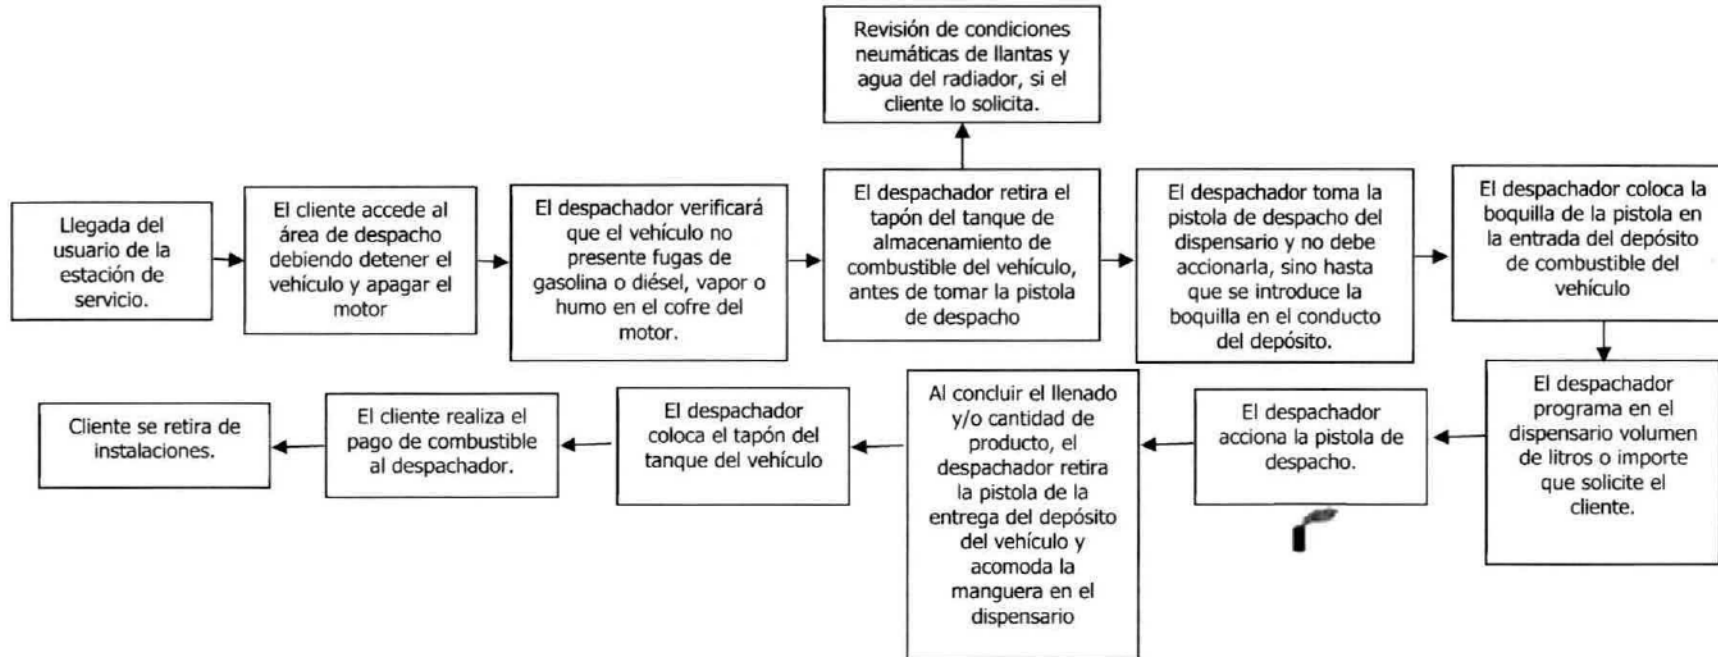 Revisión de condiciones
neumáticas de llantas y
agua del radiador, si el
cliente lo solicita.
Llegada del
usuario de la
estación de
servicio.
El cliente accede al
área de despacho
debiendo detener el
vehículo y apagar el
motor
El despachador verificará
que el vehículo no
presente fugas de
gasolina o diésel, vapor o
humo en el cofre del
motor.
El despachador retira el
tapón del tanque de
almacenamiento de
combustible del vehículo,
antes de tomar la pistola
de despacho
El despachador toma la
pistola de despacho del
dispensario y no debe
accionarla, sino hasta
que se introduce la
boquilla en el conducto
del depósito.
El despachador coloca la
boquilla de la pistola en
la entrada del depósito
de combustible del
vehículo
El despachador
programa en el
dispensario volumen
de litros o importe
que solicite el
cliente.
El despachador
acciona la pistola de
despacho.
Al concluir el llenado
y/o cantidad de
producto, el
despachador retira
la pistola de la
entrega del depósito
del vehículo y
acomoda la
manguera en el
dispensario
El despachador
coloca el tapón del
tanque del vehículo
El cliente realiza el
pago de combustible
al despachador.
Cliente se retira de
instalaciones.